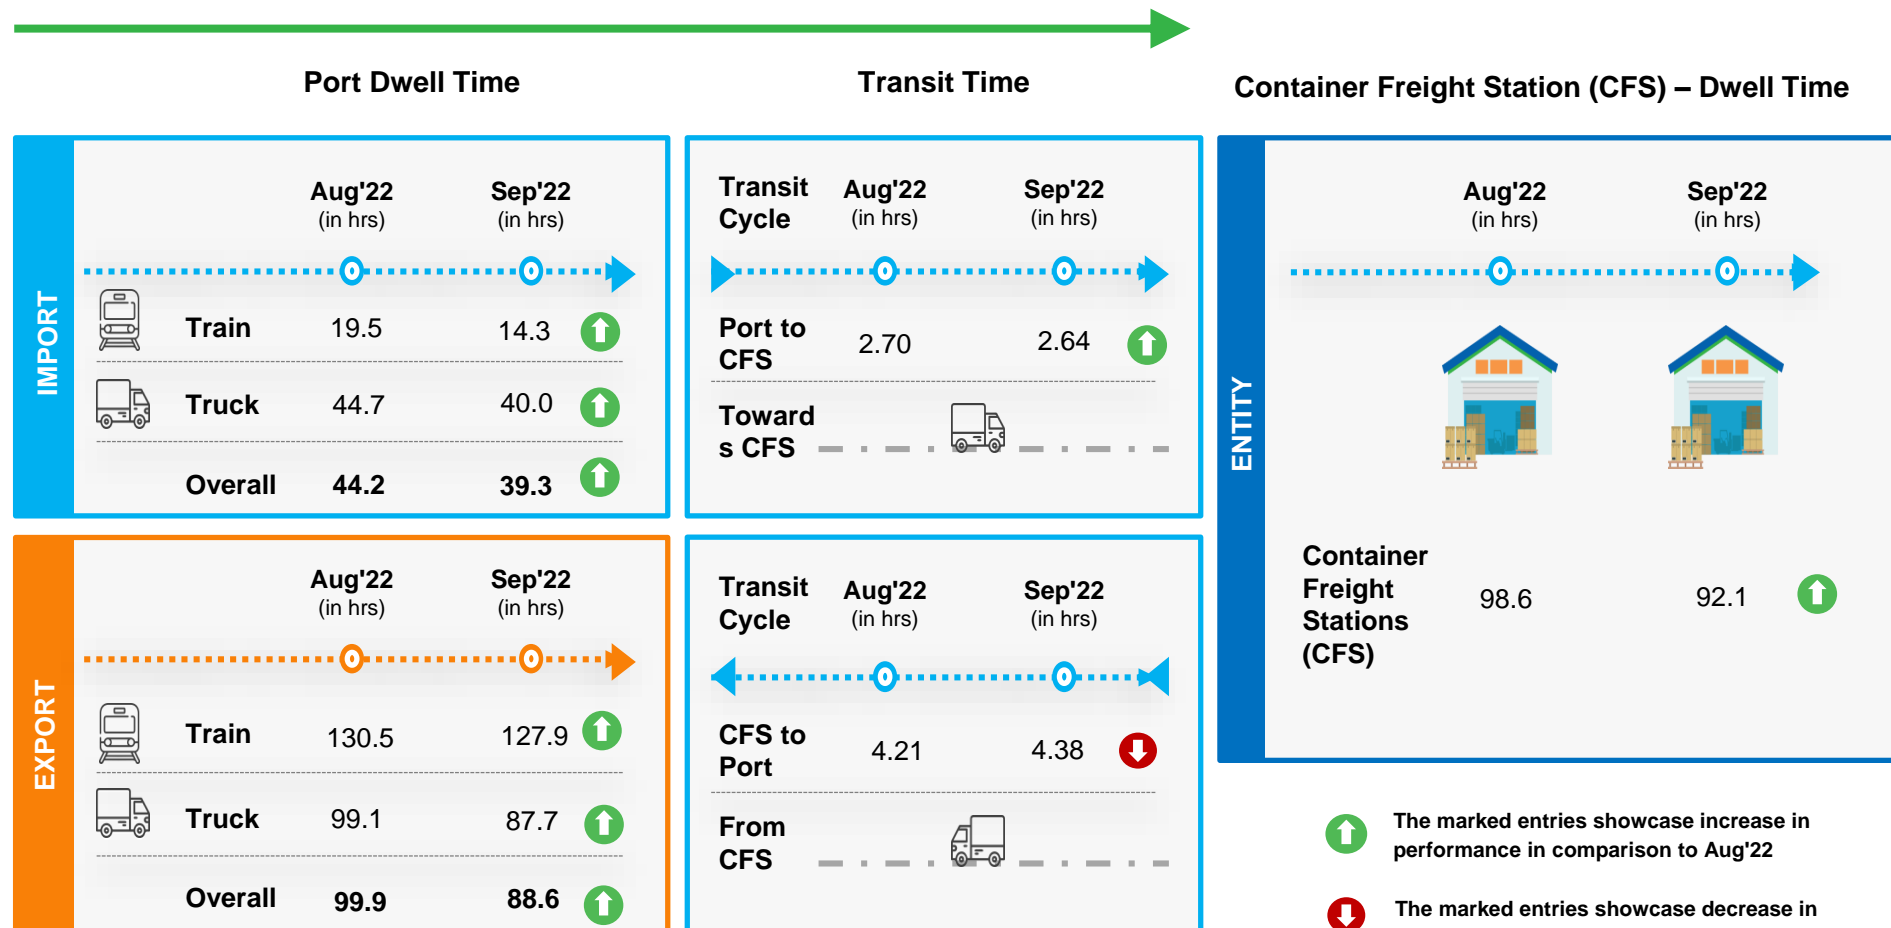 Port Dwell Time
Transit Time
Container Freight Station (CFS) – Dwell Time
IMPORT
Aug'22 Sep'22
(in hrs) (in hrs)
Train 19.5 14.3
Truck 44.7 40.0
Overall 44.2 39.3
Transit Aug'22 Sep'22
Cycle (in hrs) (in hrs)
Port to
CFS 2.70 2.64
Toward
s CFS
ENTITY
Aug'22 Sep'22
(in hrs) (in hrs)
Container
Freight
Stations
(CFS)
98.6 92.1
EXPORT
Aug'22 Sep'22
(in hrs) (in hrs)
Train 130.5 127.9
Truck 99.1 87.7
Overall 99.9 88.6
Transit Aug'22 Sep'22
Cycle (in hrs) (in hrs)
CFS to
Port 4.21 4.38
From
CFS
The marked entries showcase increase in
performance in comparison to Aug'22
The marked entries showcase decrease in